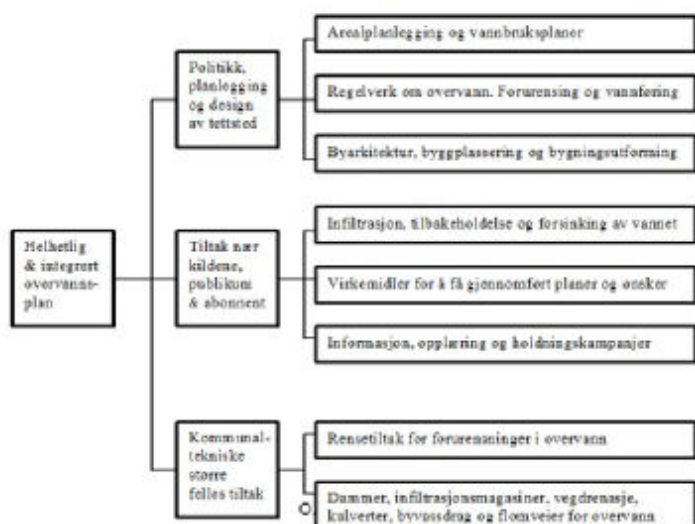 Helhetlig
& integrert
overvanns-
plan
Politikk,
planlegging
og design
av tettsted
Arealplanlegging og vannbruksplaner
Regelverk om overvann. Forurensing og vannføring
Byarkitektur, byggplassering og bygningsutforming
Tiltak nær
kildene,
publikum
& abonnent
Infiltrasjon, tilbakeholdelse og forsinking av vannet
Virkemidler for å få gjennomført planer og ønsker
Informasjon, opplæring og holdningskampanjer
Kommunal-
tekniske
større
felles tiltak
Rensetiltak for forurensninger i overvann
Dammer, infiltrasjonsmagasiner, vegdrenasje,
kulverter, byvassdrag og flomveier for overvann